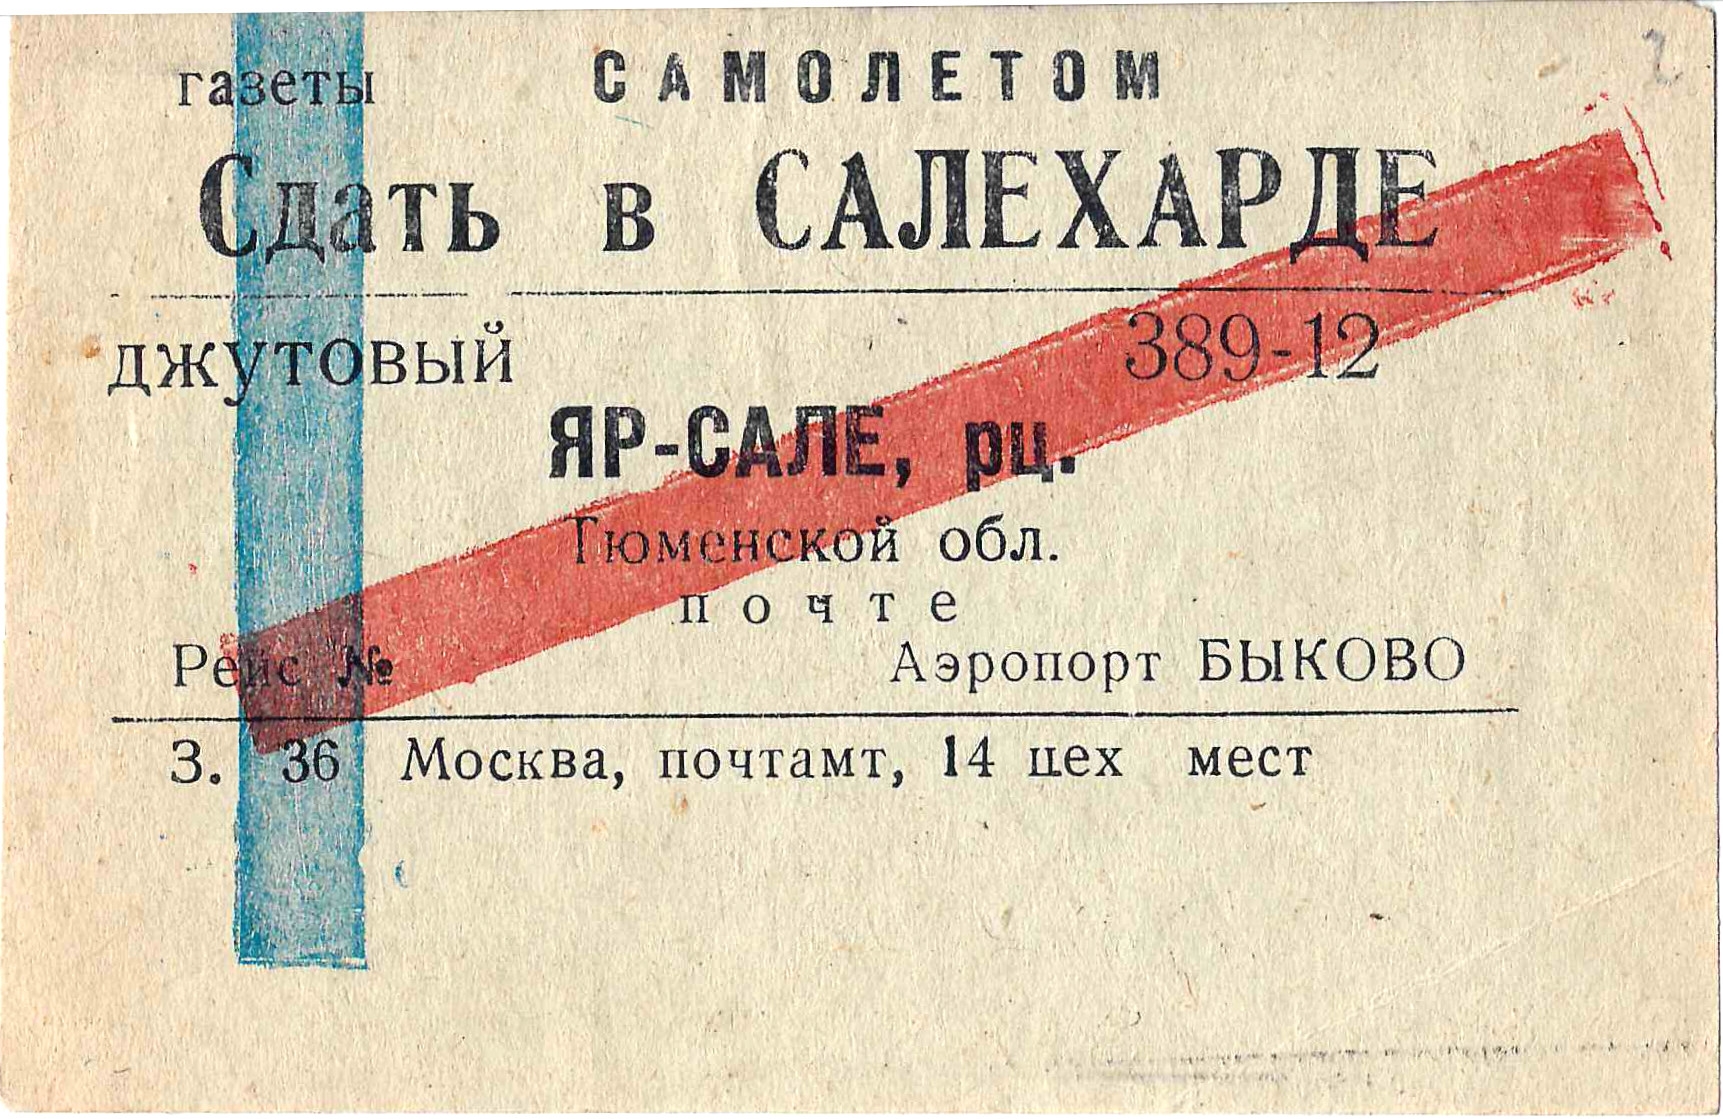 2
газеты САМОЛЕТОМ
Сдать в САЛЕХАРДЕ
джутовый 389-12
ЯР-САЛЕ, рц.
Тюменской обл.
почте
Рейс № Аэропорт БЫКОВО
З. 36 Москва, почтамт, 14 цех мест